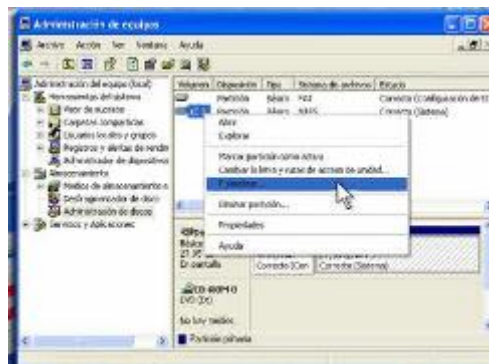 Administración de equipos
Archivo Acción Ver Ventana Ayuda
Administración del equipo (local)
Herramientas del sistema
Visor de sucesos
Carpetas compartidas
Usuarios locales y grupos
Registros y alertas de rendim
Administrador de dispositivos
Almacenamiento
Medios de almacenamiento e
Desfragmentador de disco
Administración de discos
Servicios y Aplicaciones
Volumen Disposición Tipo Sistema de archivos Estado
Partición Básico Correcto (Configuración de EI
Partición Básico NTFS Correcto (Sistema)
Abrir
Explorar
Marcar partición como activa
Cambiar la letra y rutas de acceso de unidad...
Formatear...
Eliminar partición...
Propiedades
Ayuda
Básico
En pantalla
Correcto (Con
Correcto (Sistema)
CD-ROM 0
DVD (D:)
No hay medios
Partición primaria